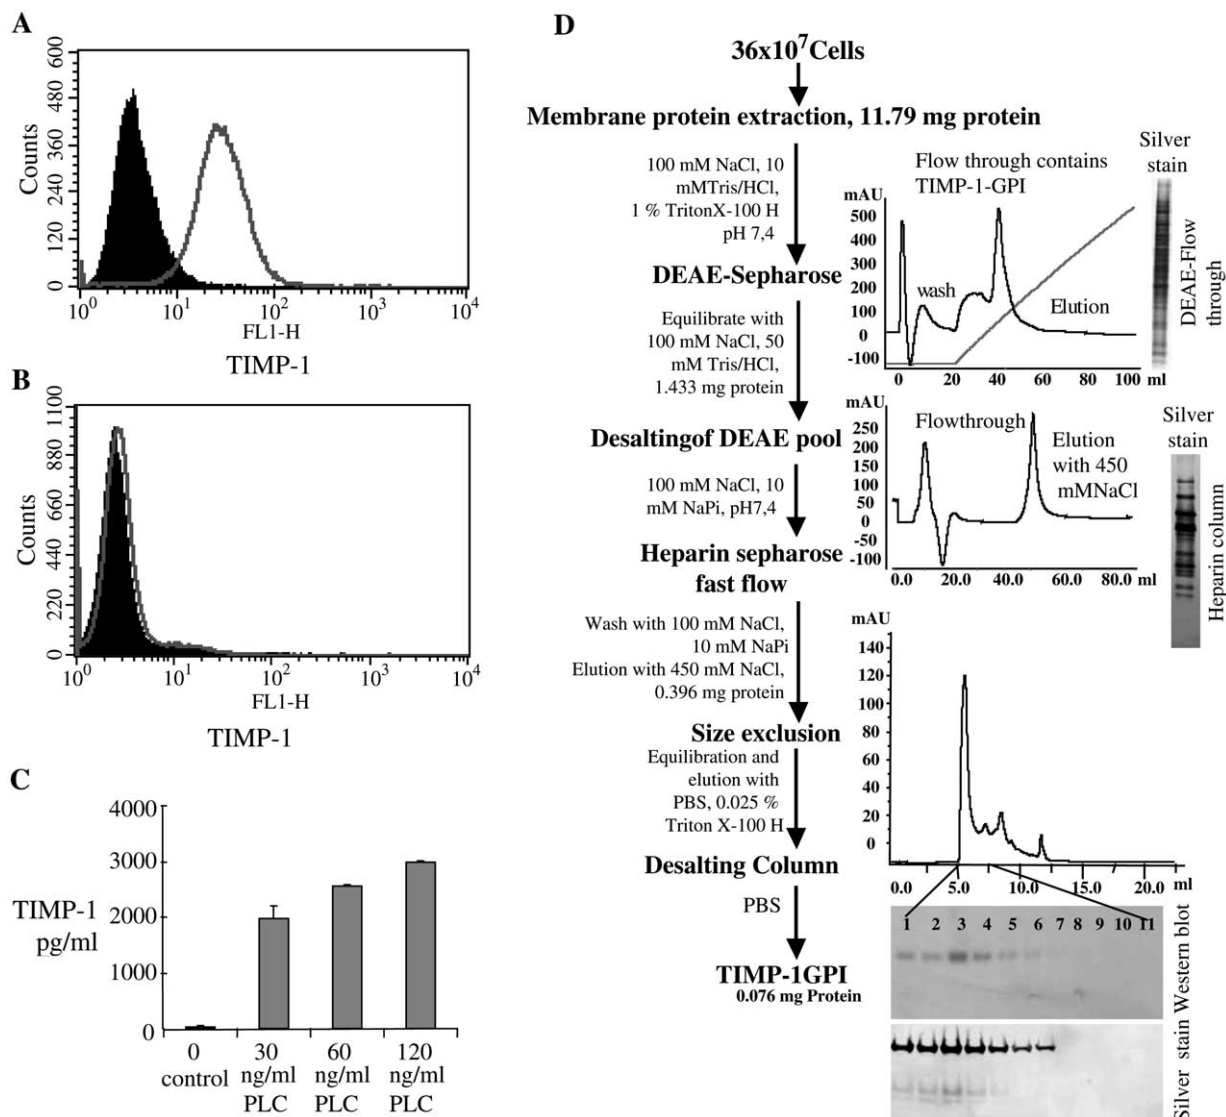 A
600
480
360
240
120
0
Counts
10^0
10^1
10^2
10^3
10^4
FL1-H
TIMP-1
B
1100
880
660
440
220
0
Counts
10^0
10^1
10^2
10^3
10^4
FL1-H
TIMP-1
C
4000
3000
2000
1000
0
TIMP-1
pg/ml
0
control
30
ng/ml
PLC
60
ng/ml
PLC
120
ng/ml
PLC
D
36x10^7 Cells
Membrane protein extraction, 11.79 mg protein
100 mM NaCl, 10
mMTris/HCl,
1 % TritonX-100 H
pH 7,4
DEAE-Sepharose
Equilibrate with
100 mM NaCl, 50
mM Tris/HCl,
1.433 mg protein
Desaltingof DEAE pool
100 mM NaCl, 10
mM NaPi, pH7,4
Heparin sepharose
fast flow
Wash with 100 mM NaCl,
10 mM NaPi
Elution with 450 mM NaCl,
0.396 mg protein
Size exclusion
Equilibration and
elution with
PBS, 0.025 %
Triton X-100 H
Desalting Column
PBS
TIMP-1GPI
0.076 mg Protein
mAU
Flow through contains
TIMP-1-GPI
500
400
300
200
100
0
-100
wash
Elution
0
20
40
60
80
100
ml
Silver
stain
DEAE-Flow
through
mAU
250
200
150
100
50
0
-50
-100
Flowthrough
Elution
with 450
mMNaCl
0.0
20.0
40.0
60.0
80.0
ml
Silver
stain
Heparin column
mAU
140
120
100
80
60
40
20
0
0.0
5.0
10.0
15.0
20.0
ml
1 2 3 4 5 6 7 8 9 10 11
Western blot
Silver stain